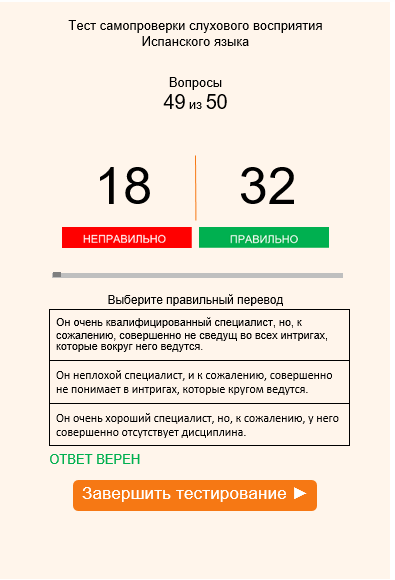 Тест самопроверки слухового восприятия
Испанского языка
Вопросы
49 из 50
18
32
НЕПРАВИЛЬНО
ПРАВИЛЬНО
Выберите правильный перевод
Он очень квалифицированный специалист, но, к
сожалению, совершенно не сведущ во всех интригах,
которые вокруг него ведутся.
Он неплохой специалист, и к сожалению, совершенно
не понимает в интригах, которые кругом ведутся.
Он очень хороший специалист, но, к сожалению, у него
совершенно отсутствует дисциплина.
ОТВЕТ ВЕРЕН
Завершить тестирование ►